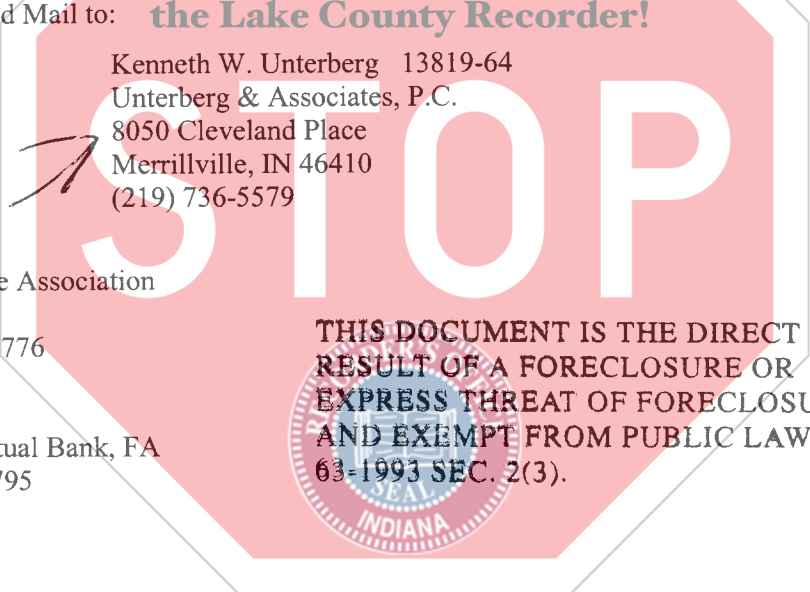 d Mail to: the Lake County Recorder!
Kenneth W. Unterberg 13819-64
Unterberg & Associates, P.C.
8050 Cleveland Place
Merrillville, IN 46410
(219) 736-5579
STOP
e Association
776
THIS DOCUMENT IS THE DIRECT
RESULT OF A FORECLOSURE OR
EXPRESS THREAT OF FORECLOSU
AND EXEMPT FROM PUBLIC LAW
63-1993 SEC. 2(3).
tual Bank, FA
795
RECORDER'S OFFICE
SEAL
INDIANA